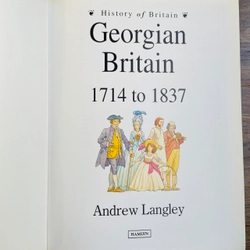 History of Britain
Georgian
Britain
1714 to 1837
Andrew Langley
HAMLYN